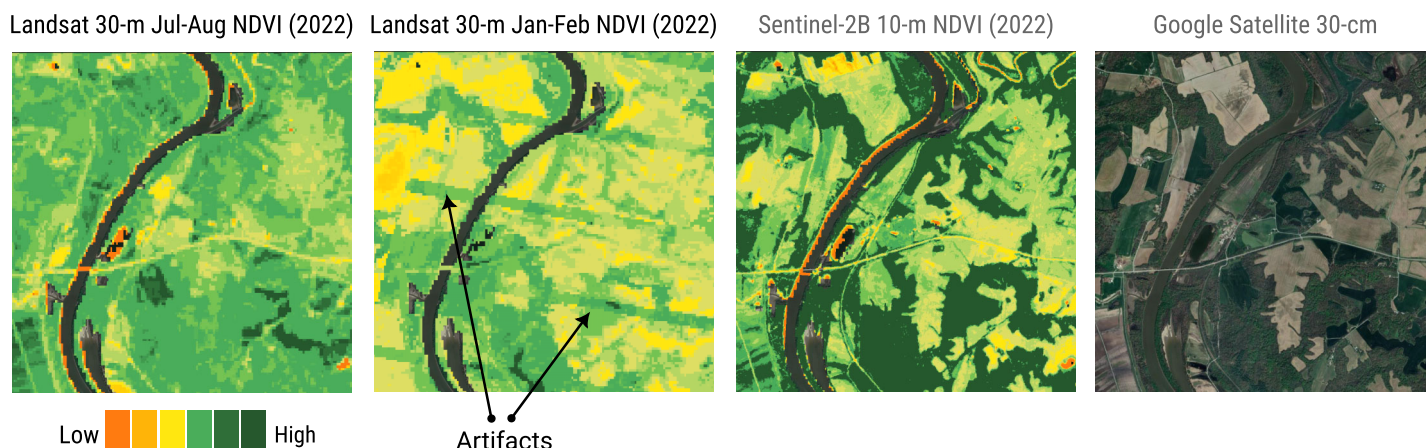 Landsat 30-m Jul-Aug NDVI (2022)
Landsat 30-m Jan-Feb NDVI (2022)
Sentinel-2B 10-m NDVI (2022)
Google Satellite 30-cm
Low
High
Artifacts